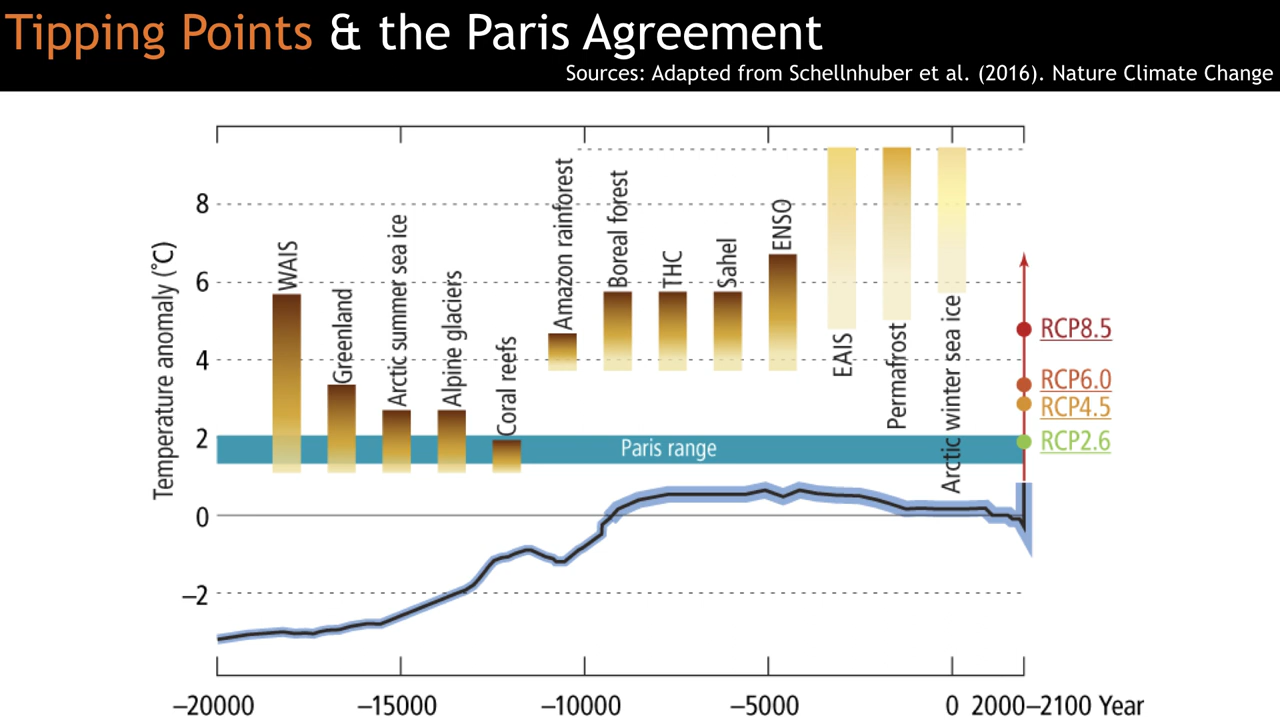 Tipping Points & the Paris Agreement
Sources: Adapted from Schellnhuber et al. (2016). Nature Climate Change
Temperature anomaly (°C)
8
6
4
2
0
–2
WAIS
Greenland
Arctic summer sea ice
Alpine glaciers
Coral reefs
Amazon rainforest
Boreal forest
THC
Sahel
ENSO
EAIS
Permafrost
Arctic winter sea ice
Paris range
RCP8.5
RCP6.0
RCP4.5
RCP2.6
–20000 –15000 –10000 –5000 0 2000–2100 Year